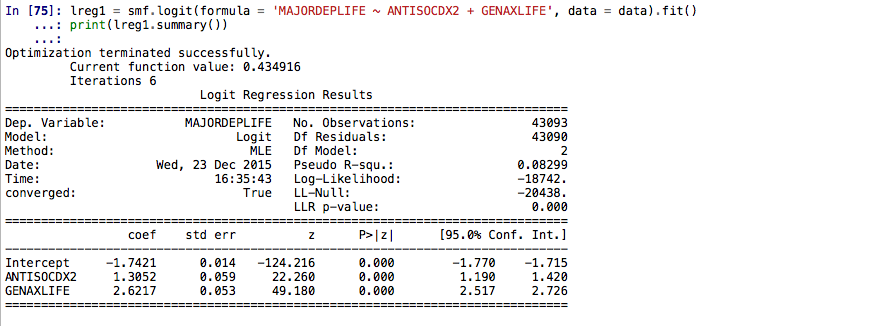 In [75]: lreg1 = smf.logit(formula = 'MAJORDEPLIFE ~ ANTISOCDX2 + GENAXLIFE', data = data).fit()
    ...: print(lreg1.summary())
    ...:
Optimization terminated successfully.
         Current function value: 0.434916
         Iterations 6
                           Logit Regression Results
==============================================================================
Dep. Variable:           MAJORDEPLIFE   No. Observations:                43093
Model:                          Logit   Df Residuals:                    43090
Method:                           MLE   Df Model:                            2
Date:                Wed, 23 Dec 2015   Pseudo R-squ.:                 0.08299
Time:                        16:35:43   Log-Likelihood:                -18742.
converged:                       True   LL-Null:                       -20438.
                                        LLR p-value:                     0.000
==============================================================================
                 coef    std err          z      P>|z|      [95.0% Conf. Int.]
------------------------------------------------------------------------------
Intercept     -1.7421      0.014   -124.216      0.000        -1.770    -1.715
ANTISOCDX2     1.3052      0.059     22.260      0.000         1.190     1.420
GENAXLIFE      2.6217      0.053     49.180      0.000         2.517     2.726
==============================================================================